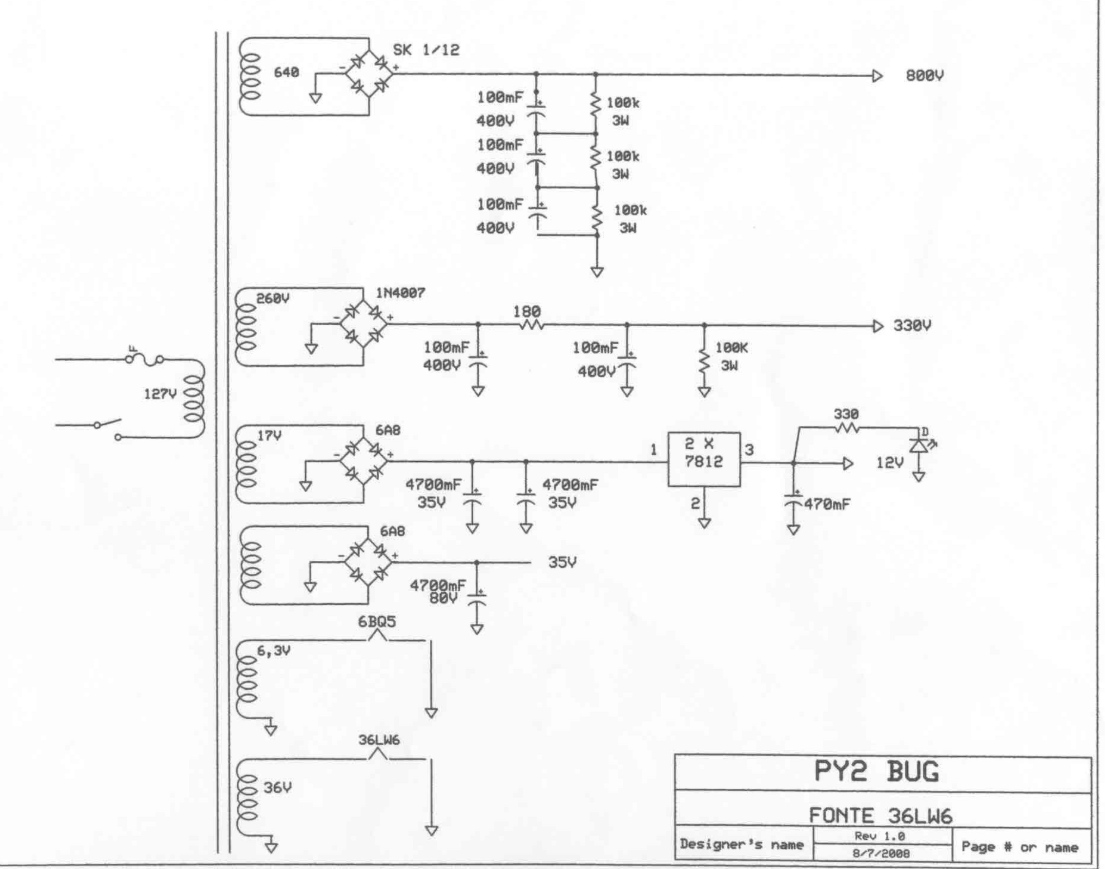 SK 1/12
640
800V
100mF
400V
100k
3W
100mF
400V
100k
3W
100mF
400V
100k
3W
260V
1N4007
180
330V
100mF
400V
100mF
400V
100K
3W
F
127V
17V
6A8
4700mF
35V
4700mF
35V
1
2 X
7812
3
2
330
D
12V
470mF
6A8
35V
4700mF
80V
6BQ5
6,3V
36LW6
36V
PY2 BUG
FONTE 36LW6
Designer's name
Rev 1.0
8/7/2008
Page # or name